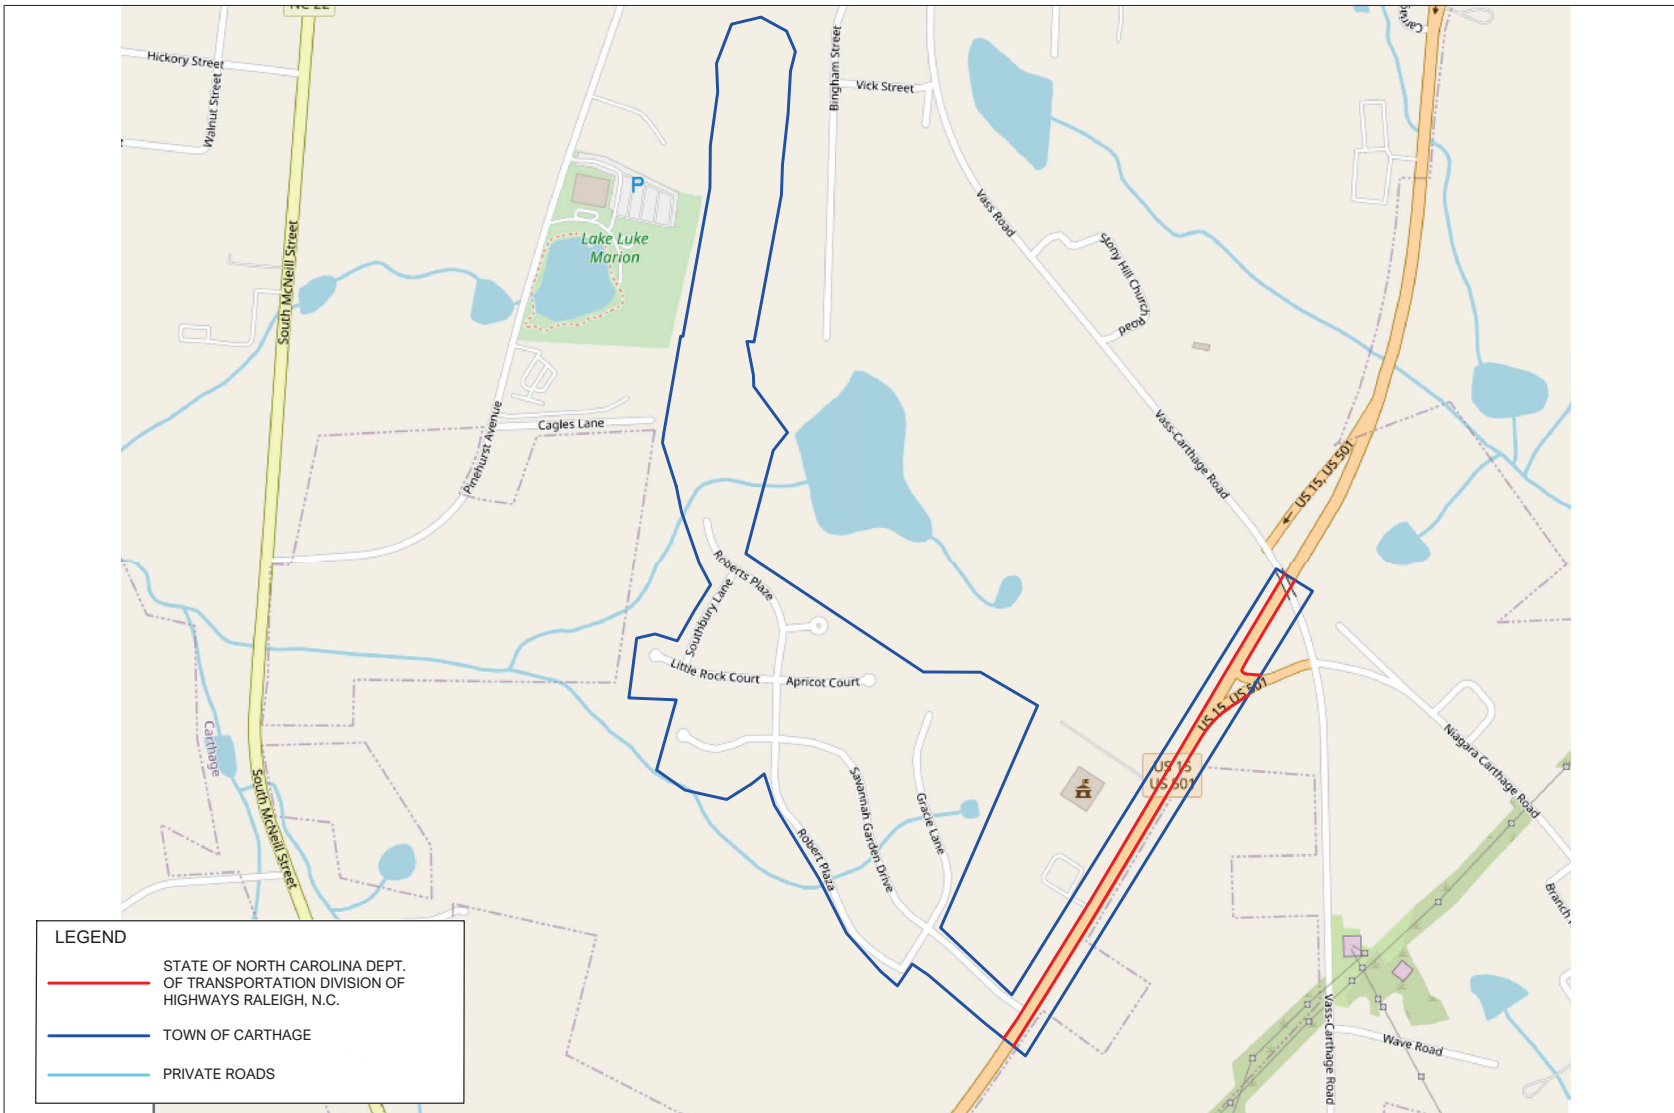 NC 22
Hickory Street
Walnut Street
Bingham Street
Vick Street
P
Lake Luke
Marion
South McNeill Street
Vass Road
Stony Hill Church
Road
Pinehurst Avenue
Cagles Lane
Vass-Carthage Road
US 15, US 501
Roberts Plaze
Southbury Lane
Little Rock Court
Apricot Court
US 15, US 501
US 15
US 501
Carthage
South McNeill Street
Savannah Garden Drive
Gracie Lane
Robert Plaza
Niagara Carthage Road
Branch
Vass-Carthage Road
Wave Road
LEGEND
STATE OF NORTH CAROLINA DEPT.
OF TRANSPORTATION DIVISION OF
HIGHWAYS RALEIGH, N.C.
TOWN OF CARTHAGE
PRIVATE ROADS